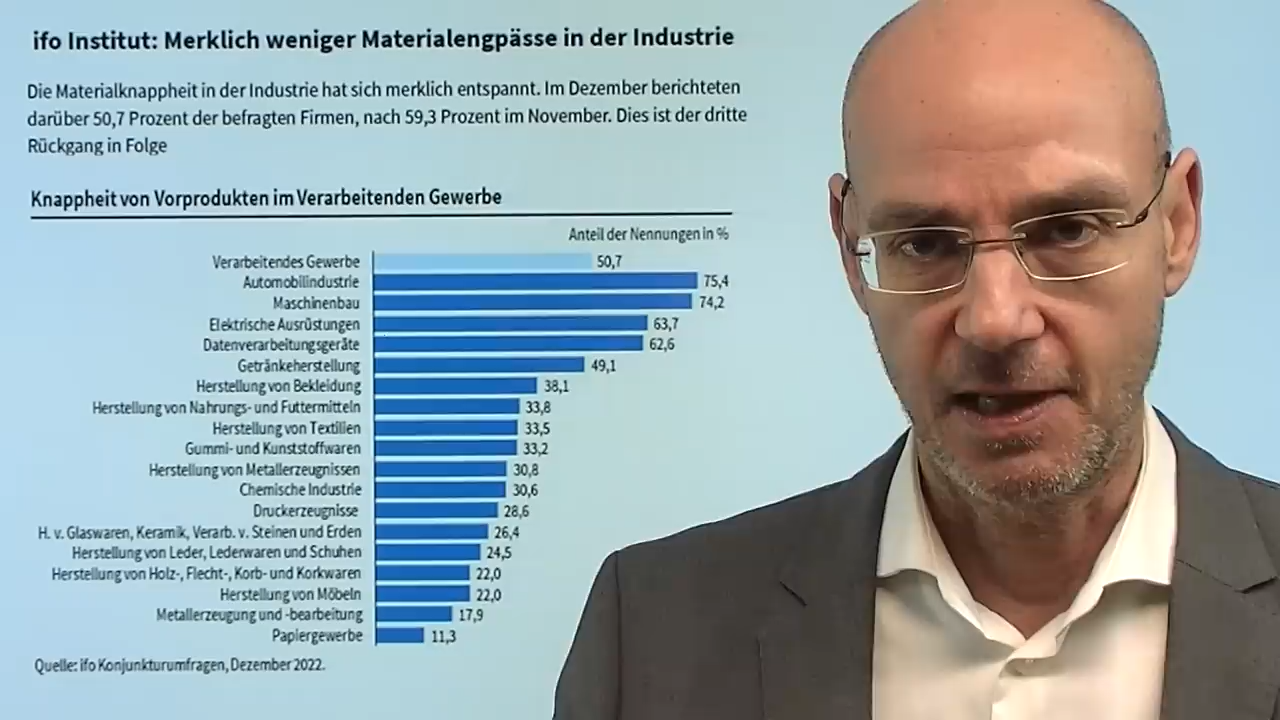 ifo Institut: Merklich weniger Materialengpässe in der Industrie
Die Materialknappheit in der Industrie hat sich merklich entspannt. Im Dezember berichteten
darüber 50,7 Prozent der befragten Firmen, nach 59,3 Prozent im November. Dies ist der dritte
Rückgang in Folge
Knappheit von Vorprodukten im Verarbeitenden Gewerbe
Anteil der Nennungen in %
Verarbeitendes Gewerbe 50,7
Automobilindustrie 75,4
Maschinenbau 74,2
Elektrische Ausrüstungen 63,7
Datenverarbeitungsgeräte 62,6
Getränkeherstellung 49,1
Herstellung von Bekleidung 38,1
Herstellung von Nahrungs- und Futtermitteln 33,8
Herstellung von Textilien 33,5
Gummi- und Kunststoffwaren 33,2
Herstellung von Metallerzeugnissen 30,8
Chemische Industrie 30,6
Druckerzeugnisse 28,6
H. v. Glaswaren, Keramik, Verarb. v. Steinen und Erden 26,4
Herstellung von Leder, Lederwaren und Schuhen 24,5
Herstellung von Holz-, Flecht-, Korb- und Korkwaren 22,0
Herstellung von Möbeln 22,0
Metallerzeugung und -bearbeitung 17,9
Papiergewerbe 11,3
Quelle: ifo Konjunkturumfragen, Dezember 2022.